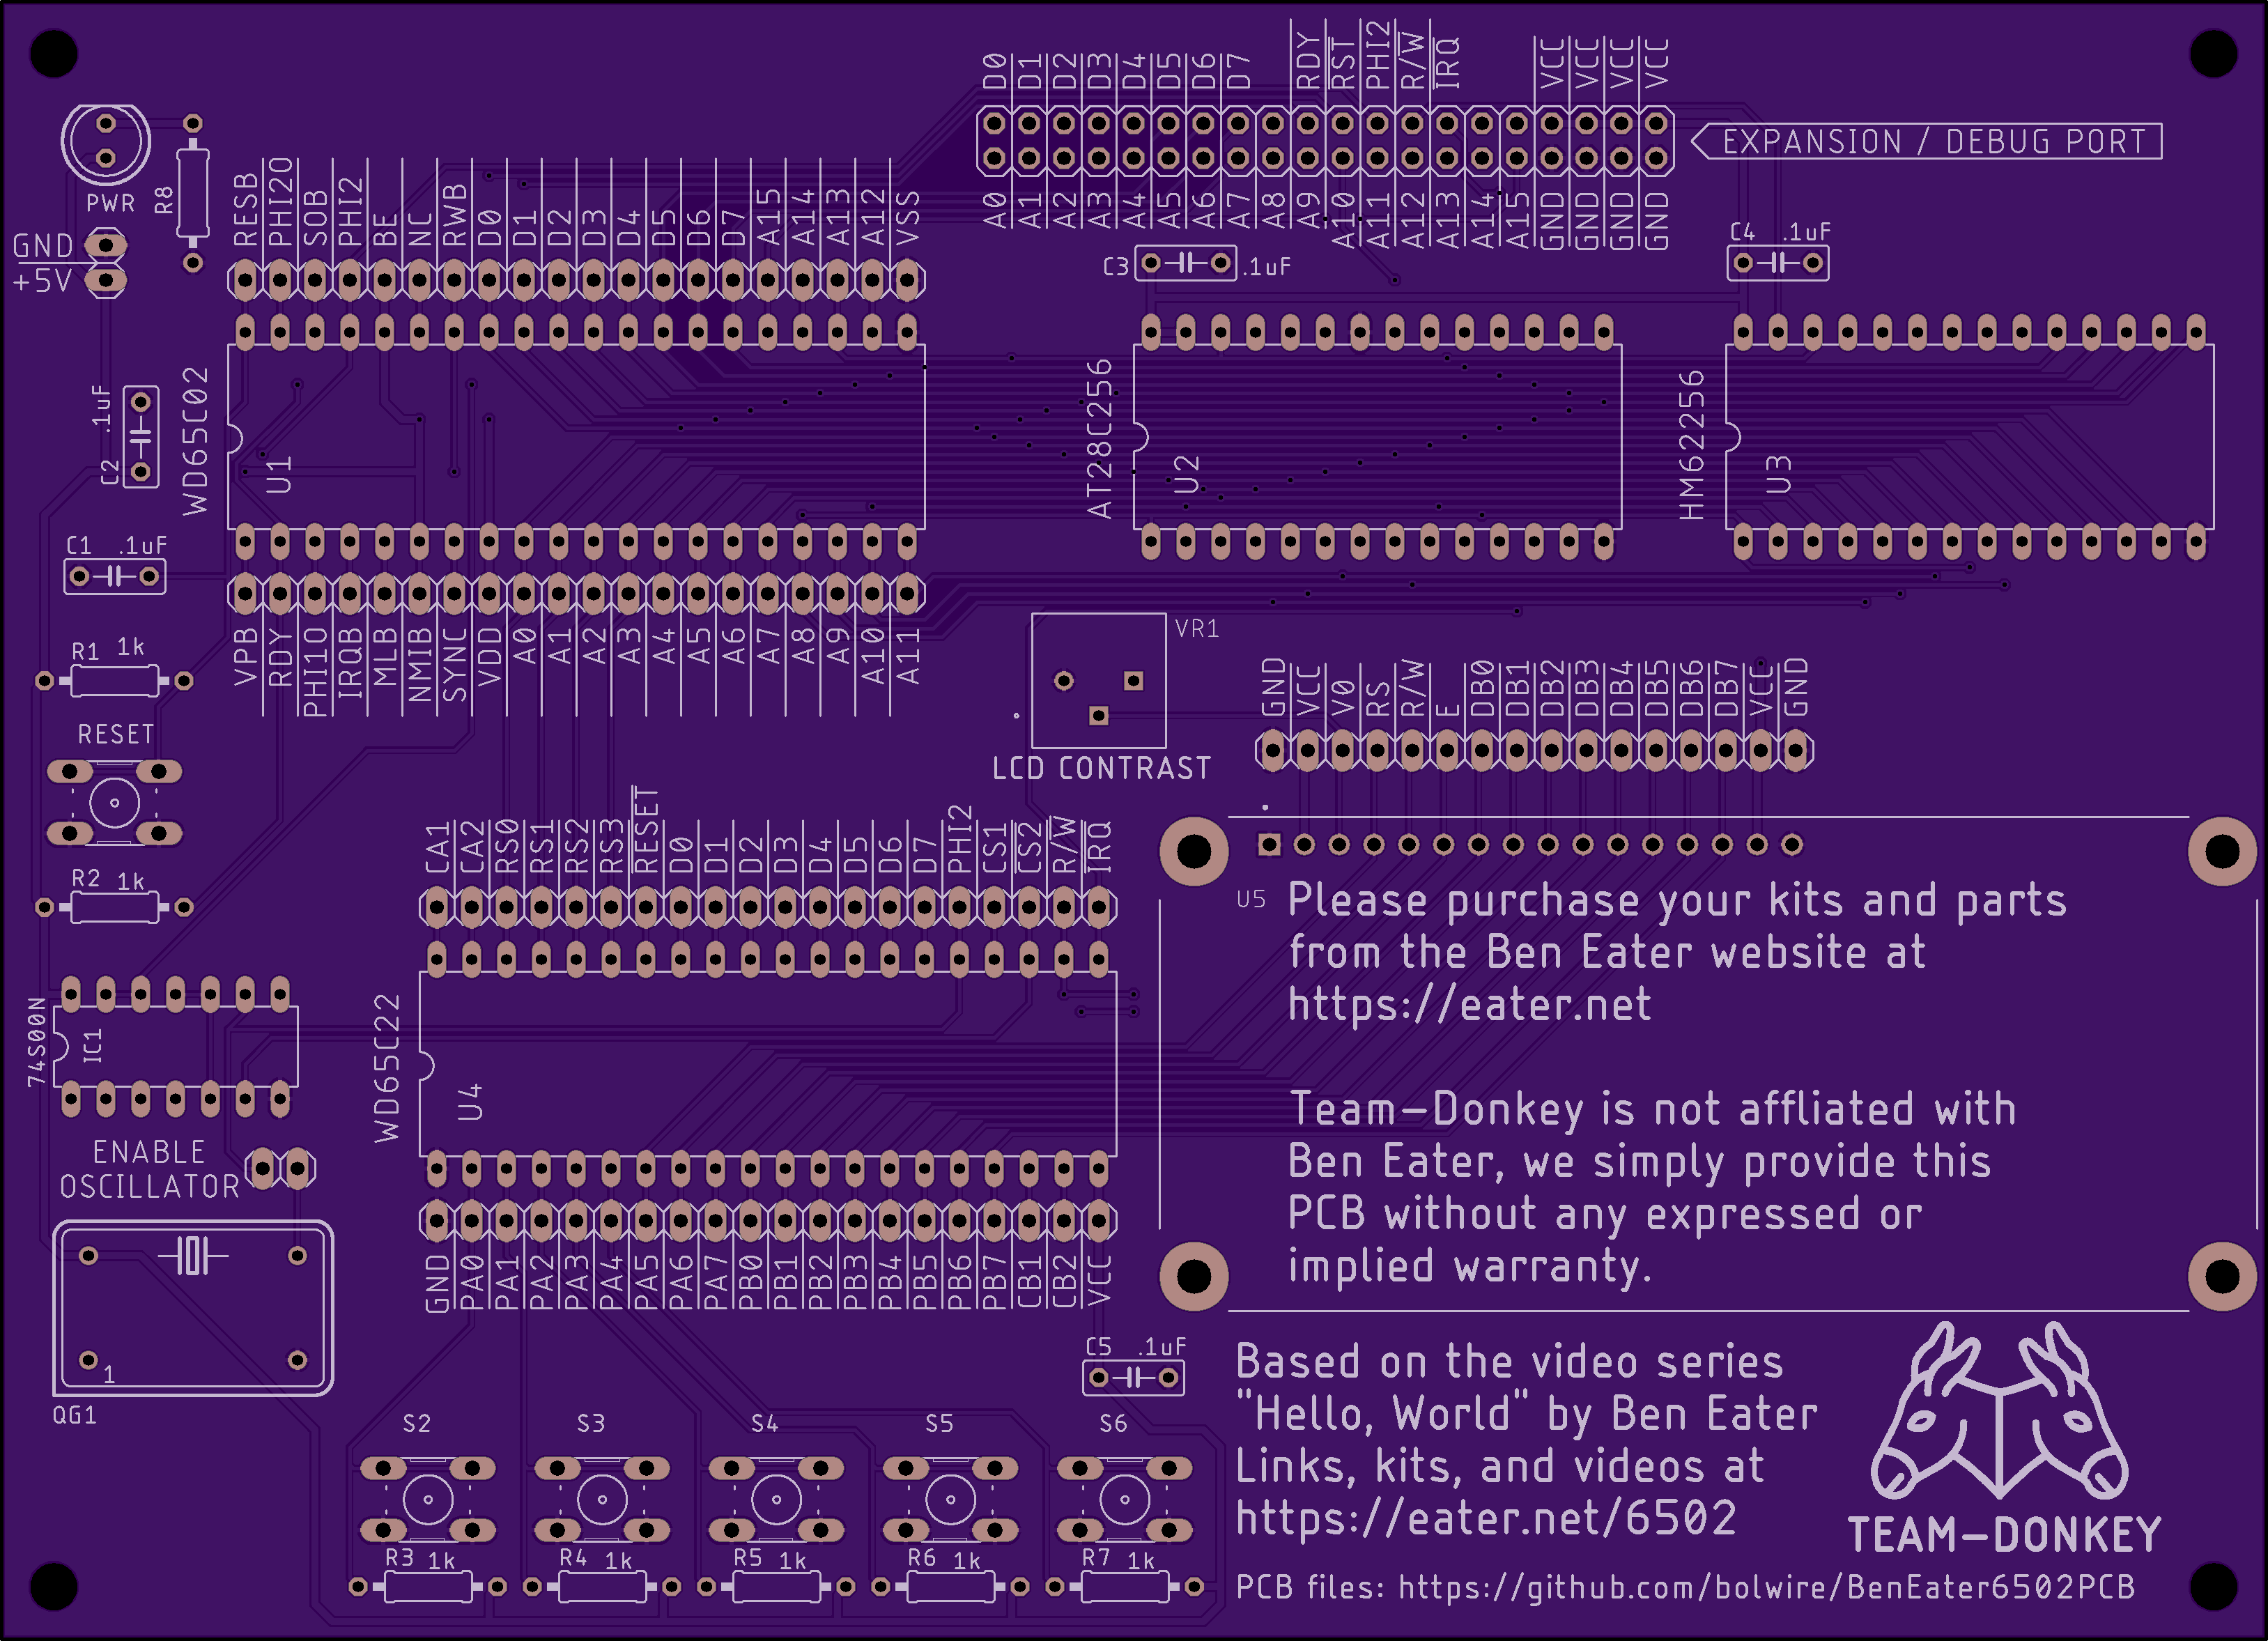 D0 D1 D2 D3 D4 D5 D6 D7 RDY RST PHI2 R/W IRQ VCC VCC VCC VCC
EXPANSION / DEBUG PORT
A0 A1 A2 A3 A4 A5 A6 A7 A8 A9 A10 A11 A12 A13 A14 A15 GND GND GND GND
PWR
R8
GND
+5V
RESB PHI2O SOB PHI2 BE NC RWB D0 D1 D2 D3 D4 D5 D6 D7 A15 A14 A13 A12 VSS
C3 .1uF
C4 .1uF
C2 .1uF
WD65C02
U1
AT28C256
U2
HM62256
U3
C1 .1uF
VPB RDY PHI1O IRQB MLB NMIB SYNC VDD A0 A1 A2 A3 A4 A5 A6 A7 A8 A9 A10 A11
R1 1k
VR1
LCD CONTRAST
GND VCC V0 RS R/W E DB0 DB1 DB2 DB3 DB4 DB5 DB6 DB7 VCC GND
RESET
R2 1k
CA1 CA2 RS0 RS1 RS2 RS3 RESET D0 D1 D2 D3 D4 D5 D6 D7 PHI2 CS1 CS2 R/W IRQ
U5
Please purchase your kits and parts
from the Ben Eater website at
https://eater.net
Team-Donkey is not affliated with
Ben Eater, we simply provide this
PCB without any expressed or
implied warranty.
74S00N
IC1
WD65C22
U4
ENABLE
OSCILLATOR
GND PA0 PA1 PA2 PA3 PA4 PA5 PA6 PA7 PB0 PB1 PB2 PB3 PB4 PB5 PB6 PB7 CB1 CB2 VCC
1
QG1
C5 .1uF
Based on the video series
"Hello, World" by Ben Eater
Links, kits, and videos at
https://eater.net/6502
TEAM-DONKEY
S2 S3 S4 S5 S6
R3 1k R4 1k R5 1k R6 1k R7 1k
PCB files: https://github.com/bolwire/BenEater6502PCB